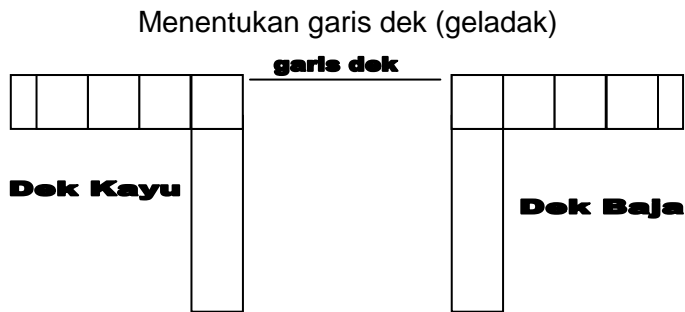 Menentukan garis dek (geladak)
garis dek
Dek Kayu
Dek Baja